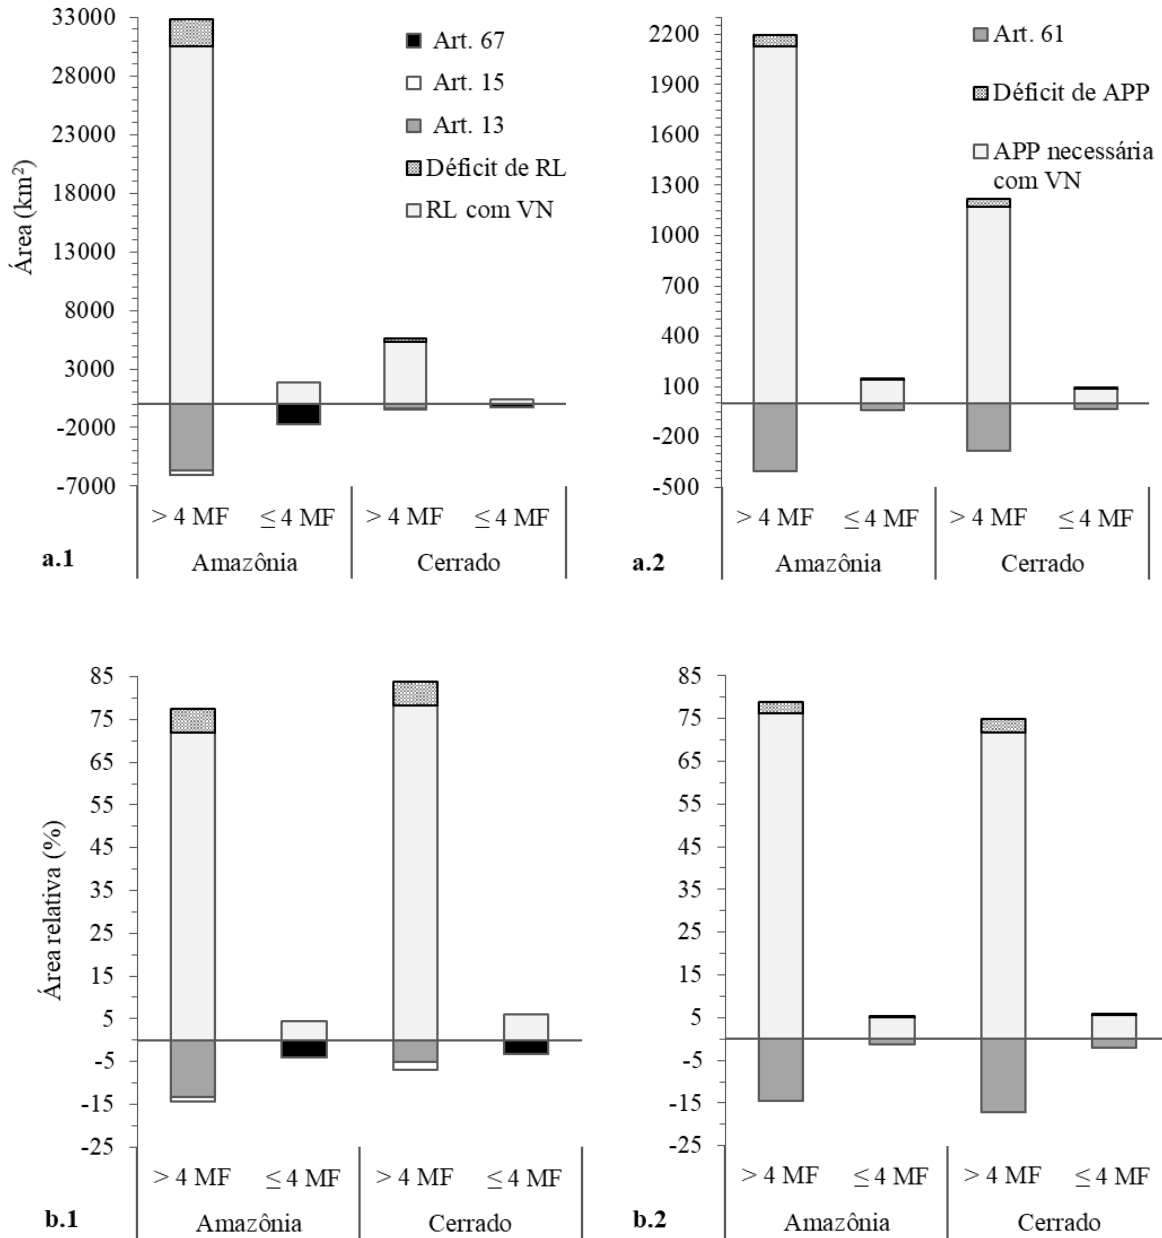 33000
28000
23000
18000
13000
8000
3000
-2000
-7000
Área (km²)
Art. 67
Art. 15
Art. 13
Déficit de RL
RL com VN
> 4 MF ≤ 4 MF > 4 MF ≤ 4 MF
a.1 Amazônia Cerrado
2200
1900
1600
1300
1000
700
400
100
-200
-500
Art. 61
Déficit de APP
APP necessária
com VN
> 4 MF ≤ 4 MF > 4 MF ≤ 4 MF
a.2 Amazônia Cerrado
85
75
65
55
45
35
25
15
5
-5
-15
-25
Área relativa (%)
> 4 MF ≤ 4 MF > 4 MF ≤ 4 MF
b.1 Amazônia Cerrado
85
75
65
55
45
35
25
15
5
-5
-15
-25
> 4 MF ≤ 4 MF > 4 MF ≤ 4 MF
b.2 Amazônia Cerrado